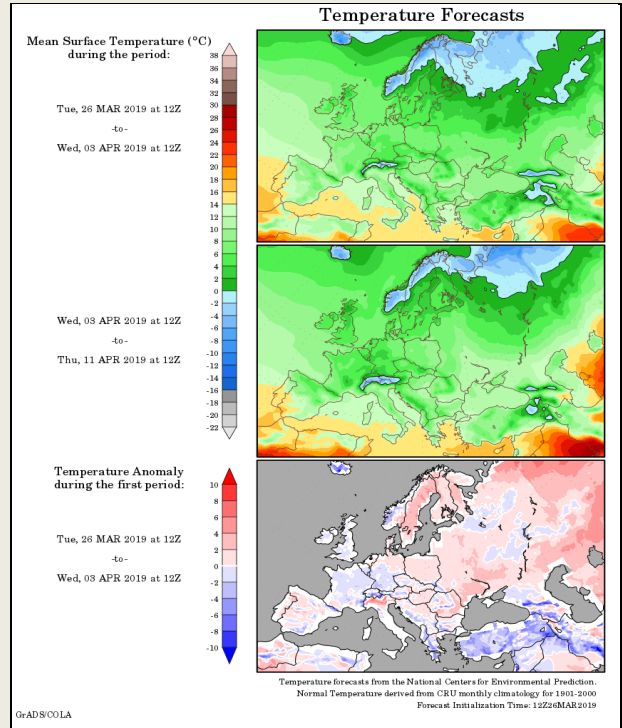 Temperature Forecasts
Mean Surface Temperature (°C)
during the period:
Tue, 26 MAR 2019 at 12Z
-to-
Wed, 03 APR 2019 at 12Z
38
36
34
32
30
28
26
24
22
20
18
16
14
12
10
8
6
4
2
0
-2
-4
-6
-8
-10
-12
-14
-16
-18
-20
-22
Wed, 03 APR 2019 at 12Z
-to-
Thu, 11 APR 2019 at 12Z
Temperature Anomaly
during the first period:
Tue, 26 MAR 2019 at 12Z
-to-
Wed, 03 APR 2019 at 12Z
10
8
6
4
2
0
-2
-4
-6
-8
-10
Temperature forecasts from the National Centers for Environmental Prediction.
Normal Temperature derived from CRU monthly climatology for 1901-2000
Forecast Initialization Time: 12Z26MAR2019
GrADS/COLA